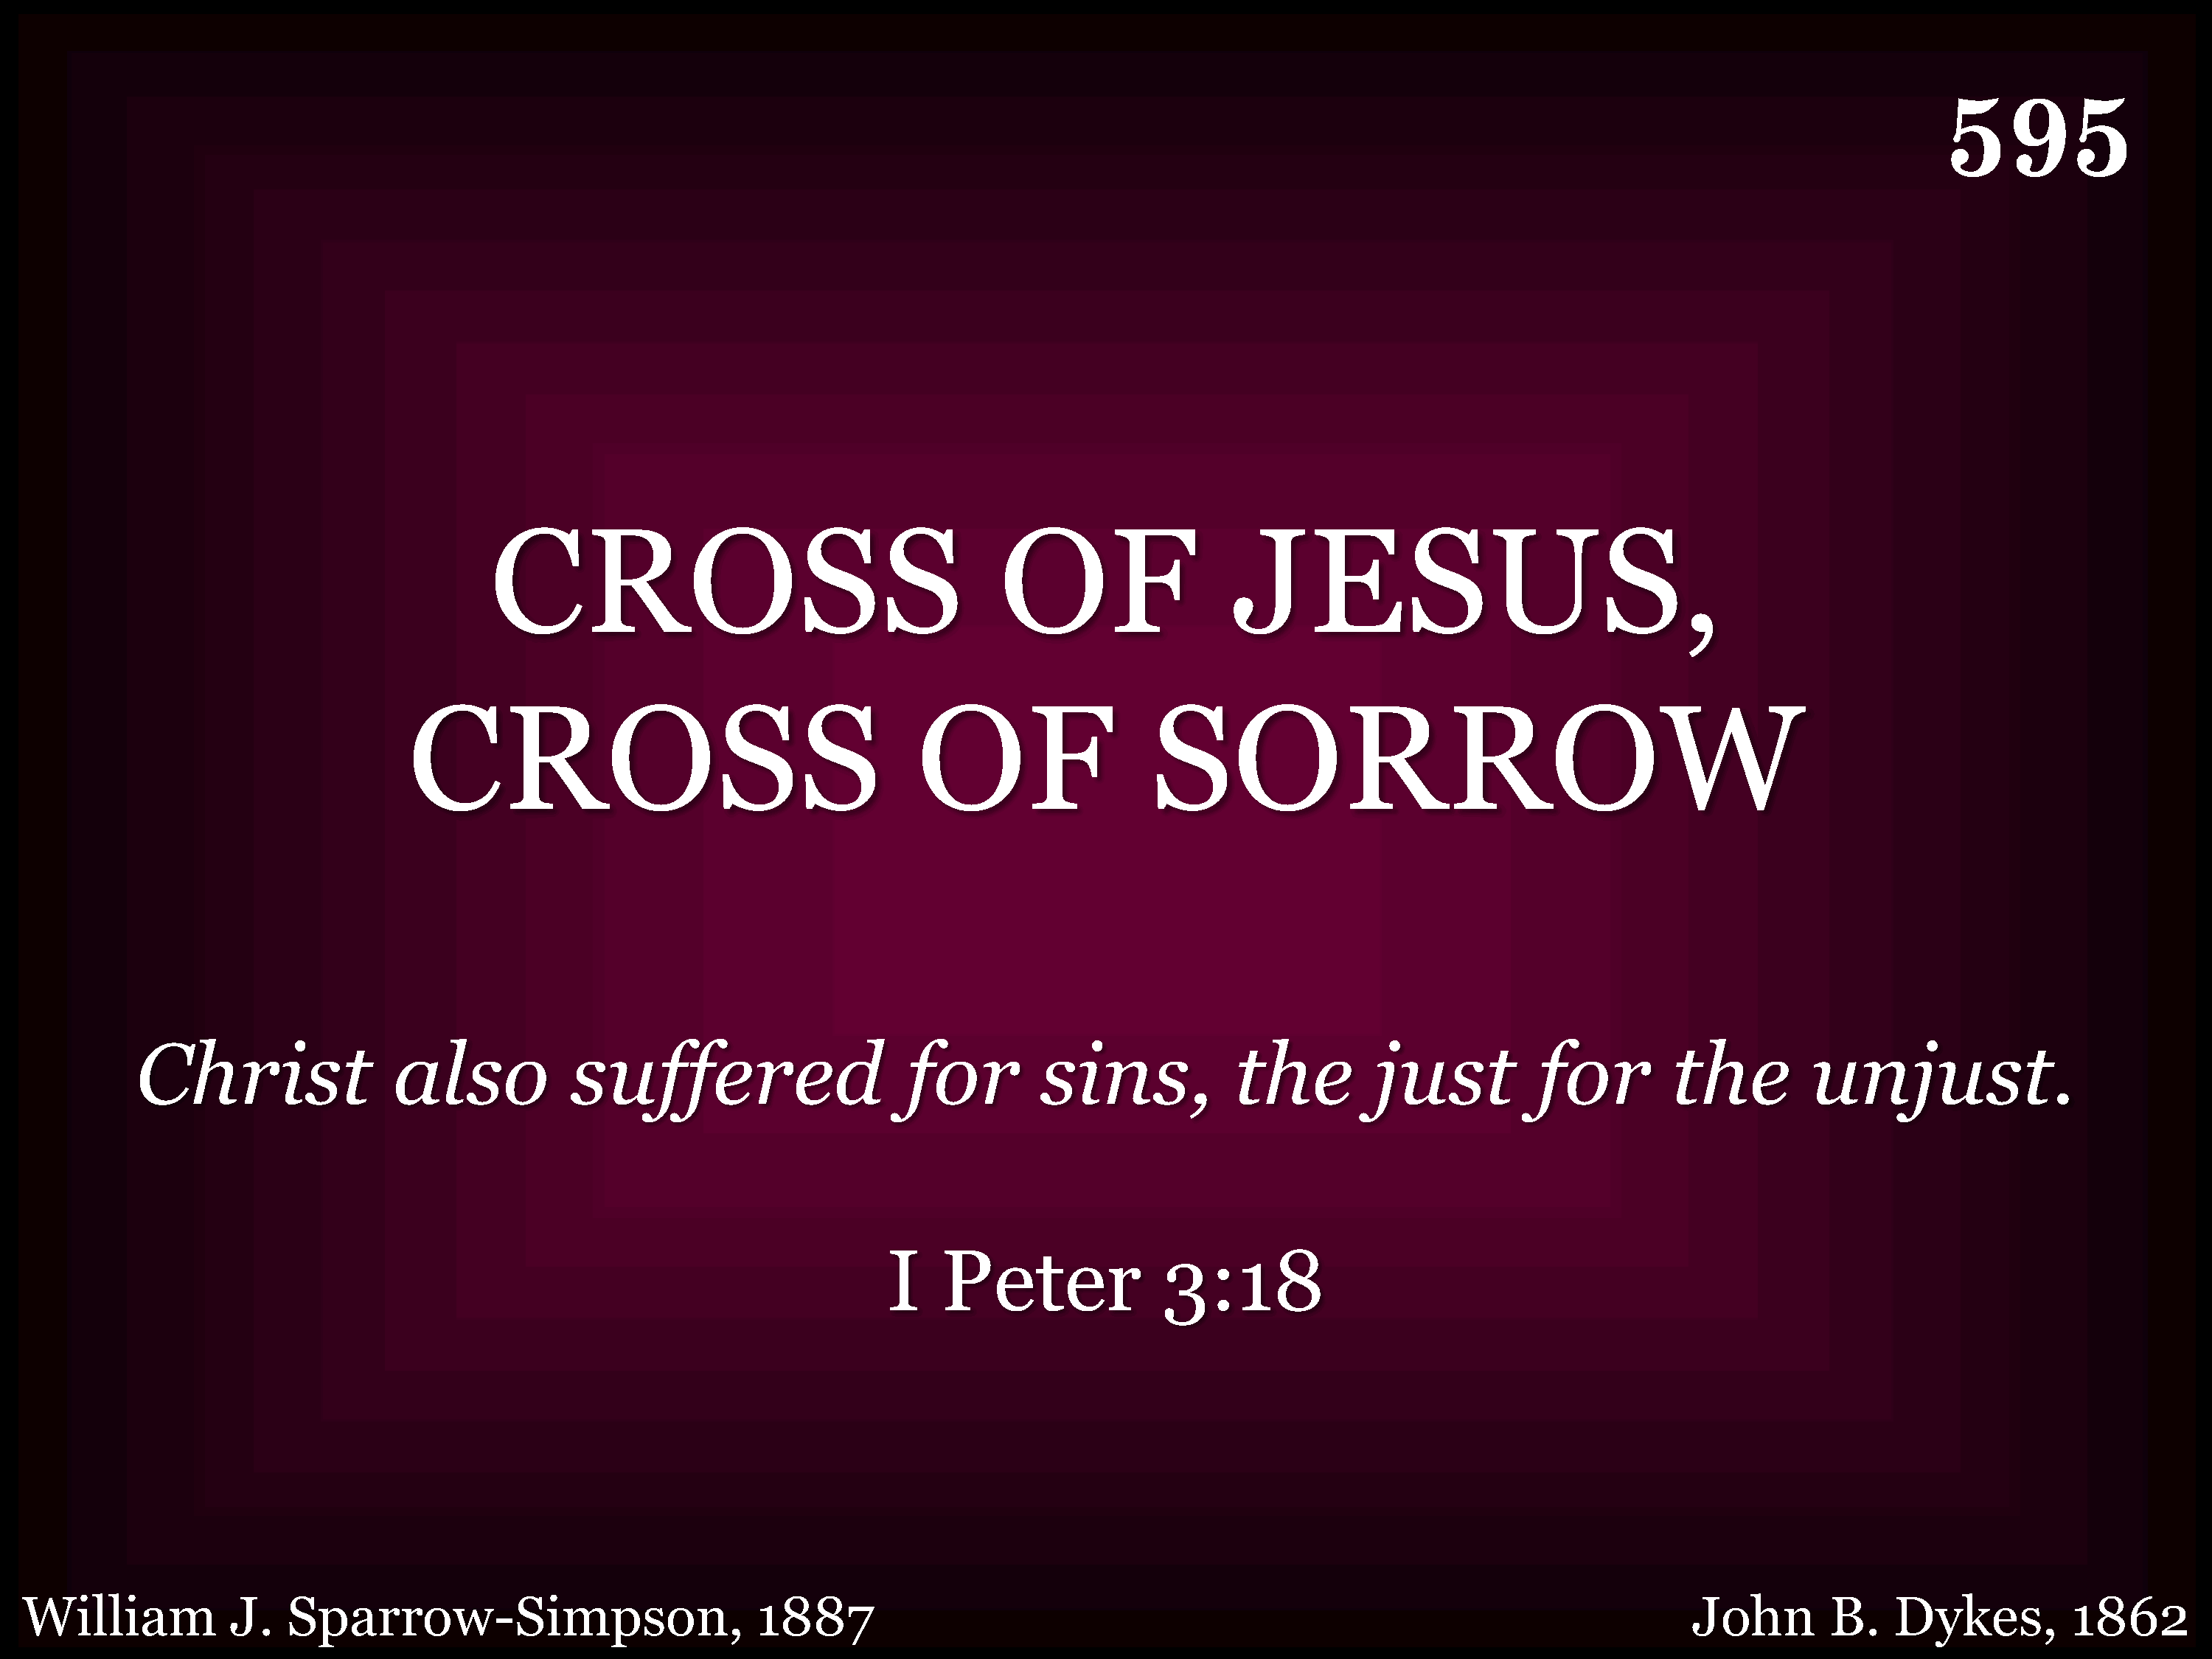 595
CROSS OF JESUS,
CROSS OF SORROW
Christ also suffered for sins, the just for the unjust.
I Peter 3:18
William J. Sparrow-Simpson, 1887
John B. Dykes, 1862